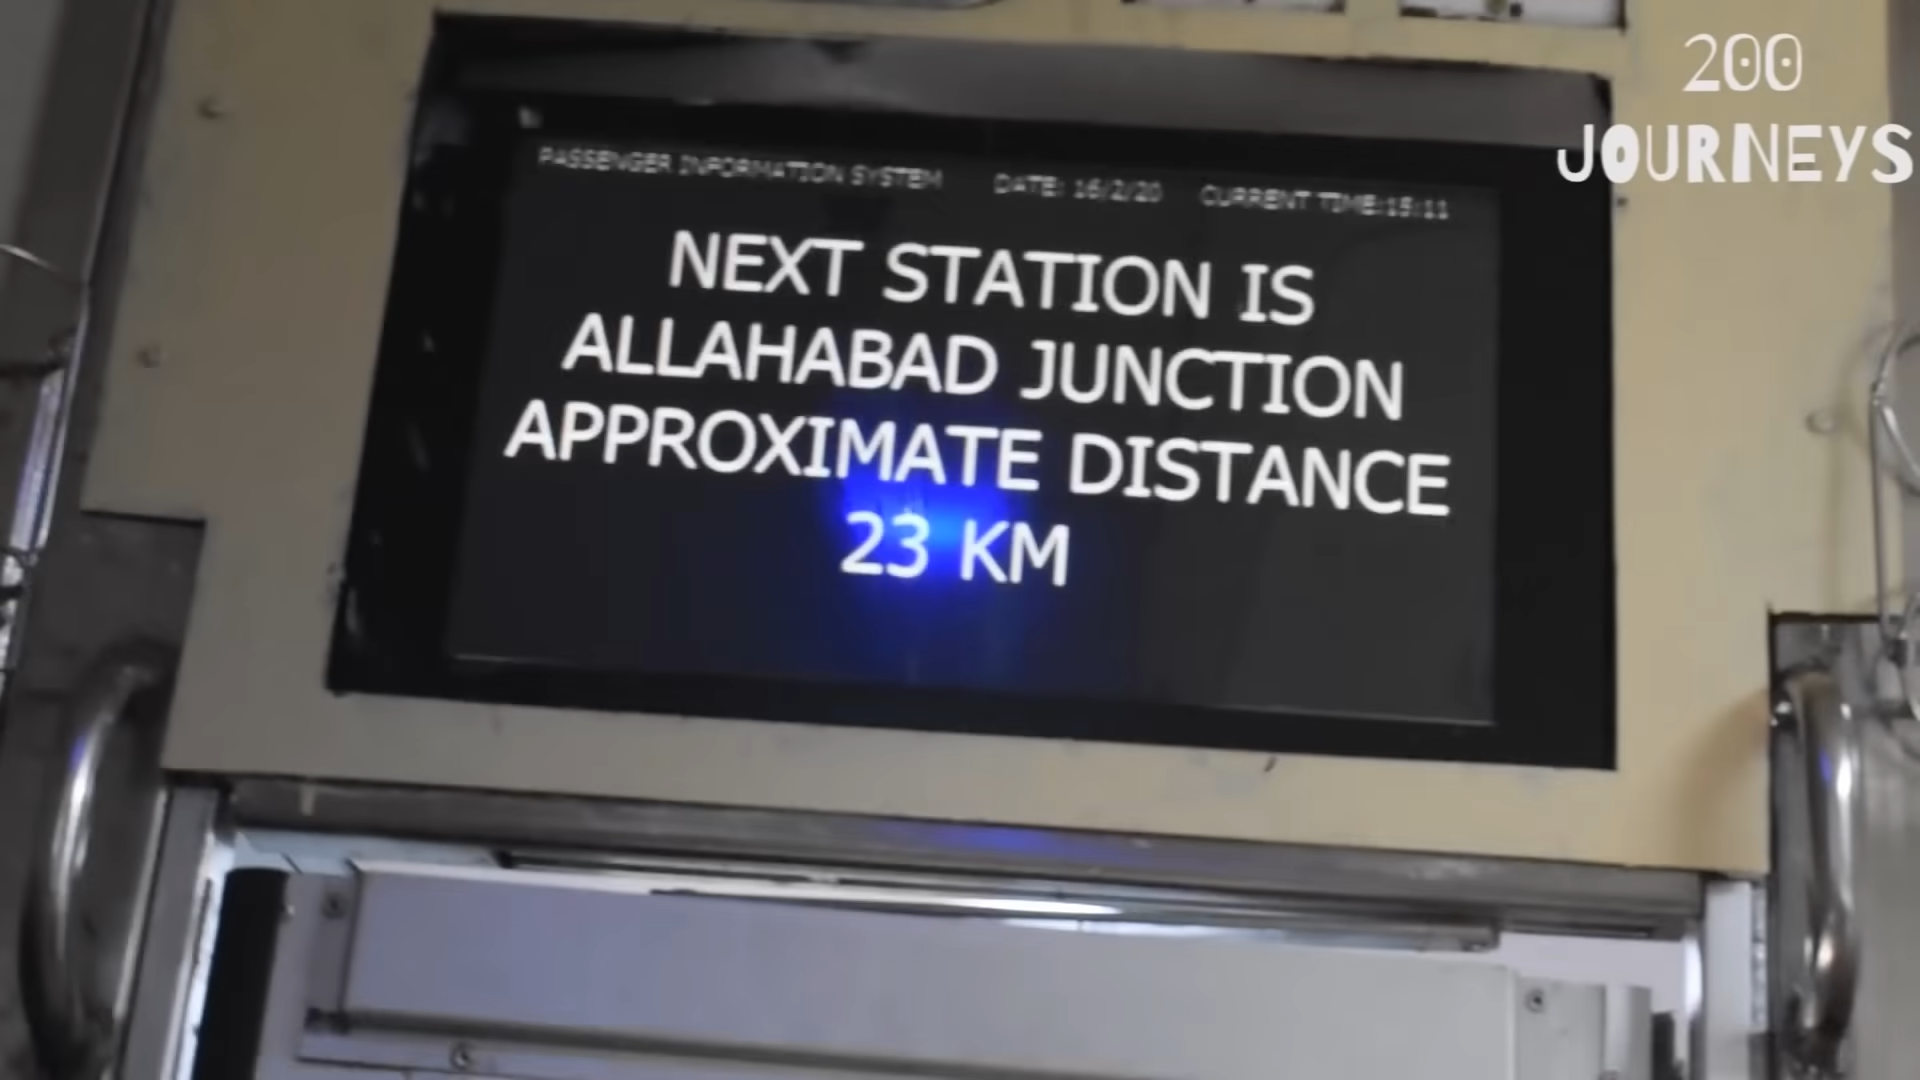 200
JOURNEYS
PASSENGER INFORMATION SYSTEM DATE: 16/2/20 CURRENT TIME:15:11
NEXT STATION IS
ALLAHABAD JUNCTION
APPROXIMATE DISTANCE
23 KM